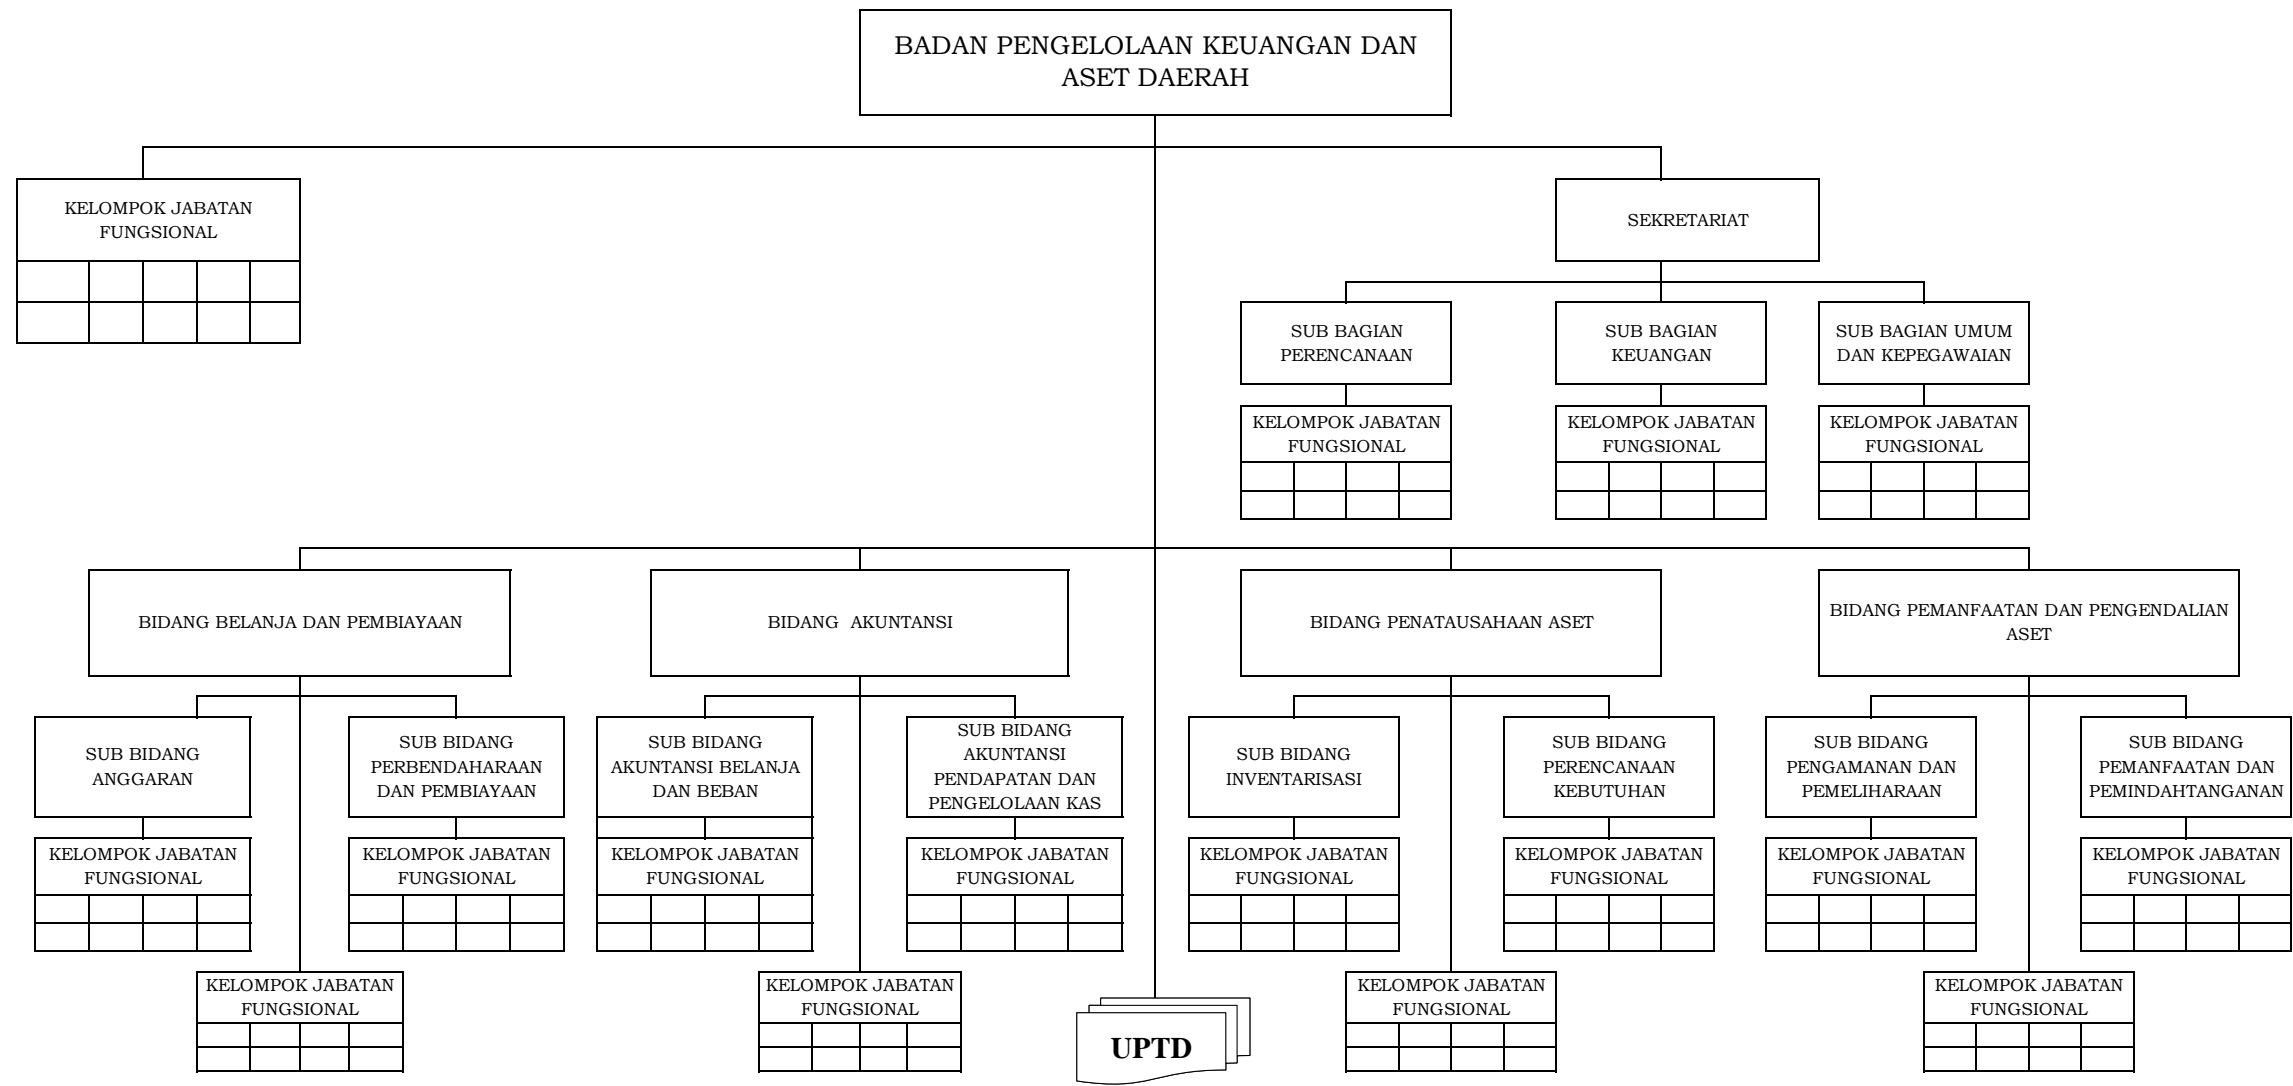 BADAN PENGELOLAAN KEUANGAN DAN
ASET DAERAH
KELOMPOK JABATAN
FUNGSIONAL
SEKRETARIAT
SUB BAGIAN
PERENCANAAN
SUB BAGIAN
KEUANGAN
SUB BAGIAN UMUM
DAN KEPEGAWAIAN
KELOMPOK JABATAN
FUNGSIONAL
KELOMPOK JABATAN
FUNGSIONAL
KELOMPOK JABATAN
FUNGSIONAL
BIDANG BELANJA DAN PEMBIAYAAN
BIDANG AKUNTANSI
BIDANG PENATAUSAHAAN ASET
BIDANG PEMANFAATAN DAN PENGENDALIAN
ASET
SUB BIDANG
ANGGARAN
SUB BIDANG
PERBENDAHARAAN
DAN PEMBIAYAAN
SUB BIDANG
AKUNTANSI BELANJA
DAN BEBAN
SUB BIDANG
AKUNTANSI
PENDAPATAN DAN
PENGELOLAAN KAS
SUB BIDANG
INVENTARISASI
SUB BIDANG
PERENCANAAN
KEBUTUHAN
SUB BIDANG
PENGAMANAN DAN
PEMELIHARAAN
SUB BIDANG
PEMANFAATAN DAN
PEMINDAHTANGANAN
KELOMPOK JABATAN
FUNGSIONAL
KELOMPOK JABATAN
FUNGSIONAL
KELOMPOK JABATAN
FUNGSIONAL
KELOMPOK JABATAN
FUNGSIONAL
KELOMPOK JABATAN
FUNGSIONAL
KELOMPOK JABATAN
FUNGSIONAL
KELOMPOK JABATAN
FUNGSIONAL
KELOMPOK JABATAN
FUNGSIONAL
KELOMPOK JABATAN
FUNGSIONAL
KELOMPOK JABATAN
FUNGSIONAL
UPTD
KELOMPOK JABATAN
FUNGSIONAL
KELOMPOK JABATAN
FUNGSIONAL